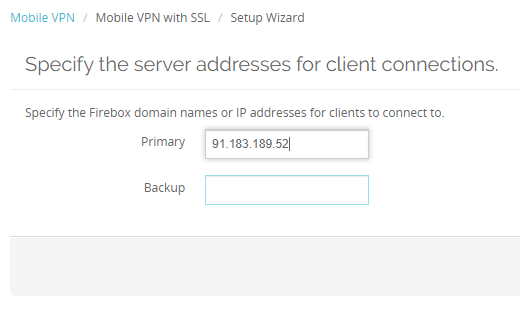 Mobile VPN / Mobile VPN with SSL / Setup Wizard
Specify the server addresses for client connections.
Specify the Firebox domain names or IP addresses for clients to connect to.
Primary 91.183.189.52
Backup